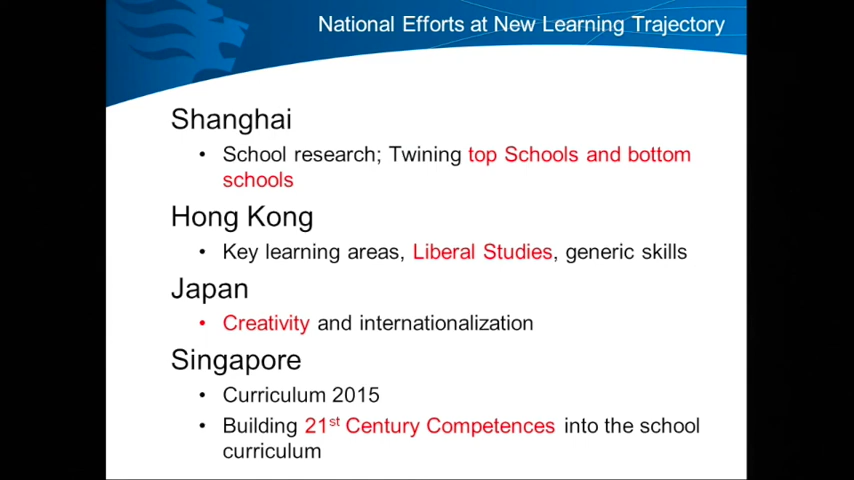 National Efforts at New Learning Trajectory
Shanghai
• School research; Twining top Schools and bottom
schools
Hong Kong
• Key learning areas, Liberal Studies, generic skills
Japan
• Creativity and internationalization
Singapore
• Curriculum 2015
• Building 21st Century Competences into the school
curriculum